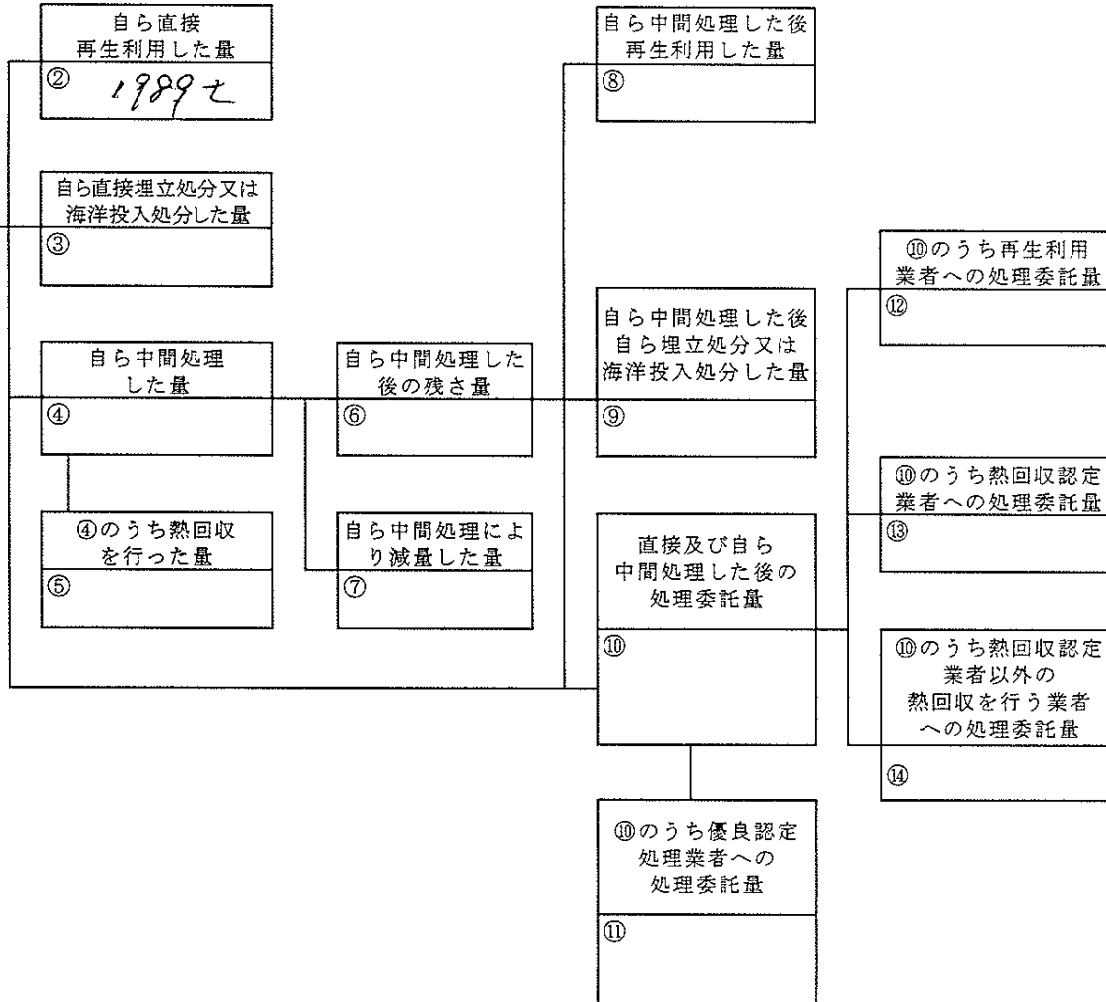 自ら直接
再生利用した量
② 1989 t
自ら直接埋立処分又は
海洋投入処分した量
③
自ら中間処理
した量
④
④のうち熱回収
を行った量
⑤
自ら中間処理した
後の残さ量
⑥
自ら中間処理によ
り減量した量
⑦
自ら中間処理した後
再生利用した量
⑧
自ら中間処理した後
自ら埋立処分又は
海洋投入処分した量
⑨
直接及び自ら
中間処理した後の
処理委託量
⑩
⑩のうち優良認定
処理業者への
処理委託量
⑪
⑩のうち再生利用
業者への処理委託量
⑫
⑩のうち熱回収認定
業者への処理委託量
⑬
⑩のうち熱回収認定
業者以外の
熱回収を行う業者
への処理委託量
⑭